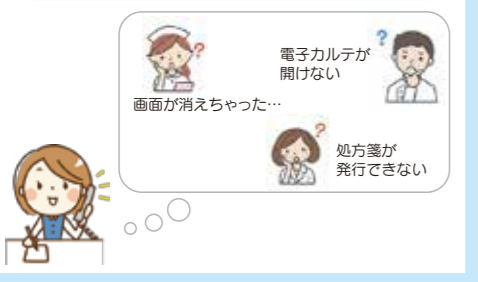 電子カルテが
開けない
画面が消えちゃった…
処方箋が
発行できない